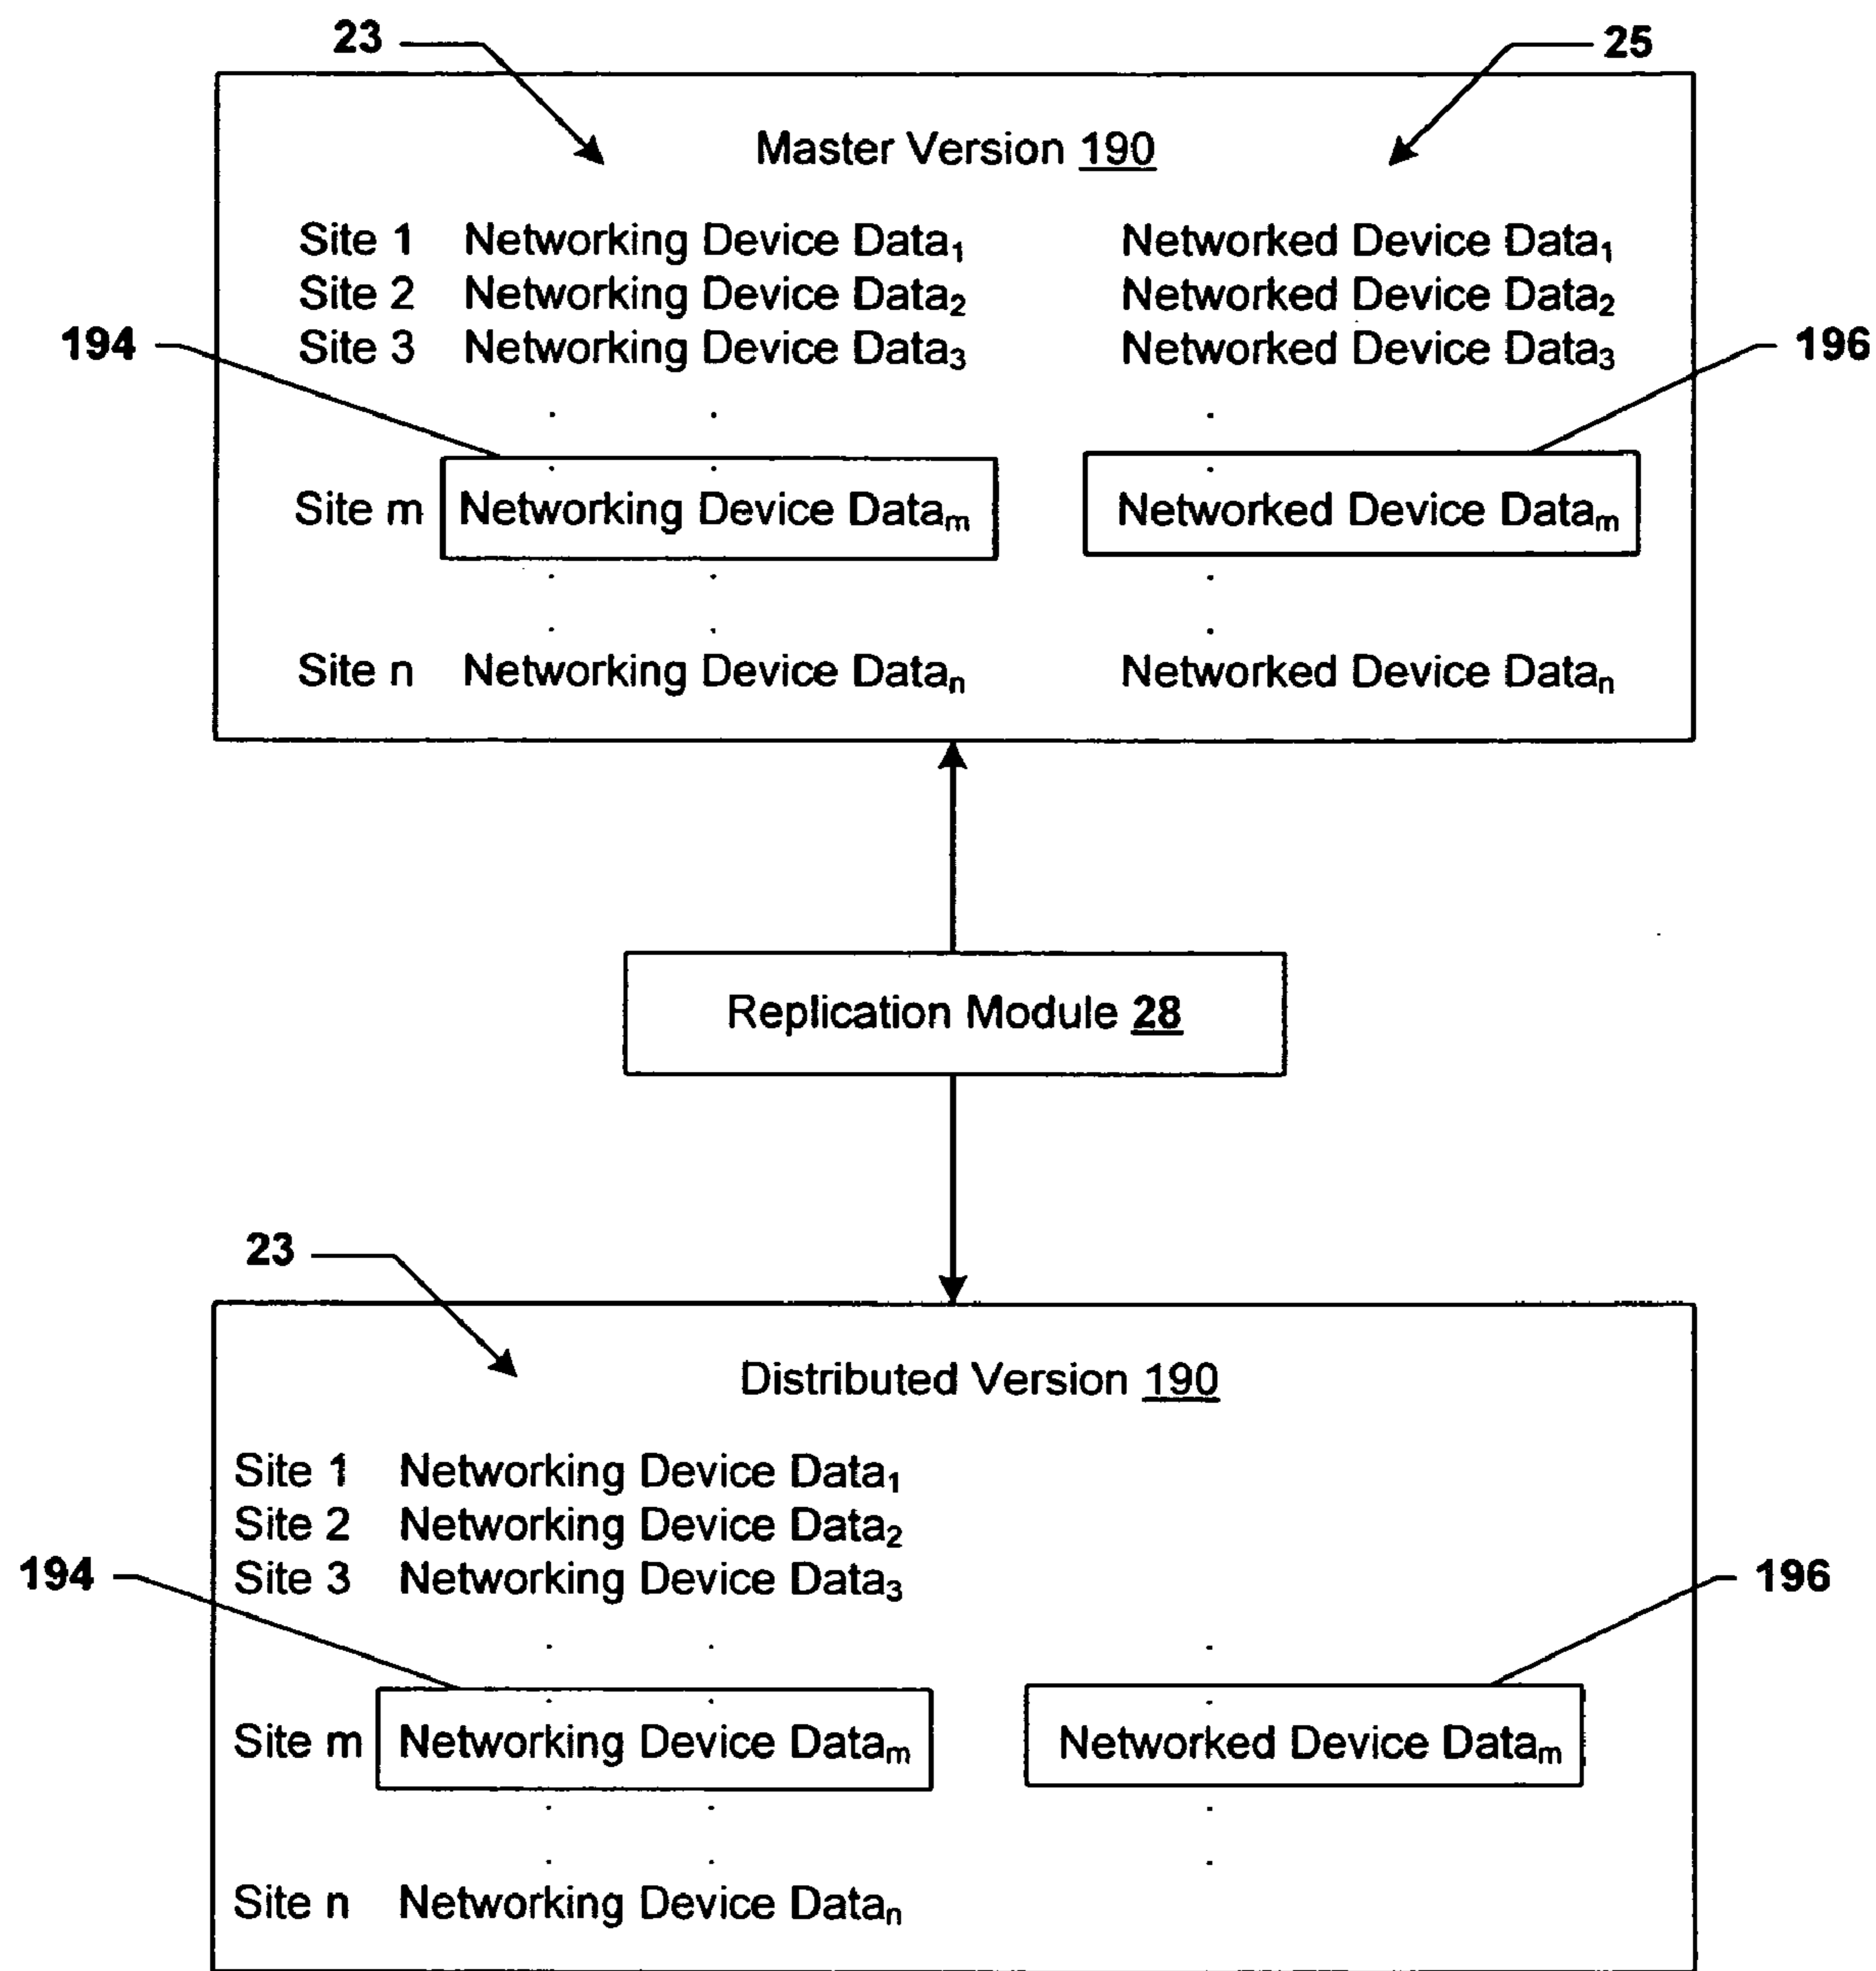 23 25
Master Version 190
Site 1 Networking Device Data₁ Networked Device Data₁
Site 2 Networking Device Data₂ Networked Device Data₂
Site 3 Networking Device Data₃ Networked Device Data₃
194 196
Site m Networking Device Dataₘ Networked Device Dataₘ
Site n Networking Device Dataₙ Networked Device Dataₙ
Replication Module 28
23
Distributed Version 190
Site 1 Networking Device Data₁
Site 2 Networking Device Data₂
Site 3 Networking Device Data₃
194 196
Site m Networking Device Dataₘ Networked Device Dataₘ
Site n Networking Device Dataₙ